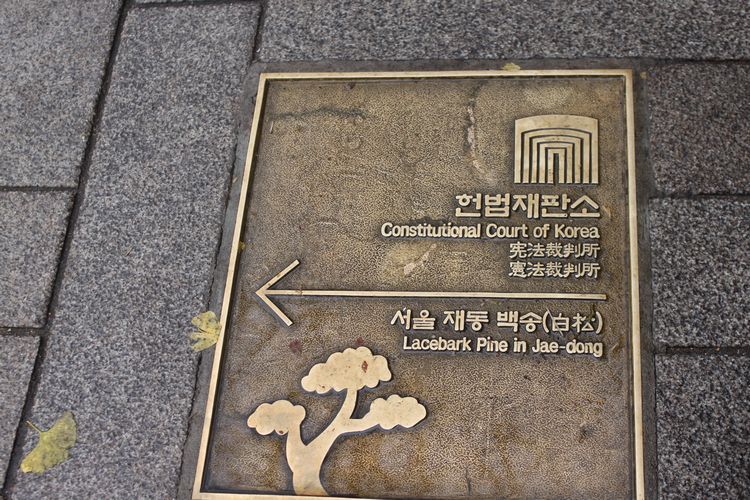 헌법재판소
Constitutional Court of Korea
宪法裁判所
憲法裁判所
서울 재동 백송(白松)
Lacebark Pine in Jae-dong